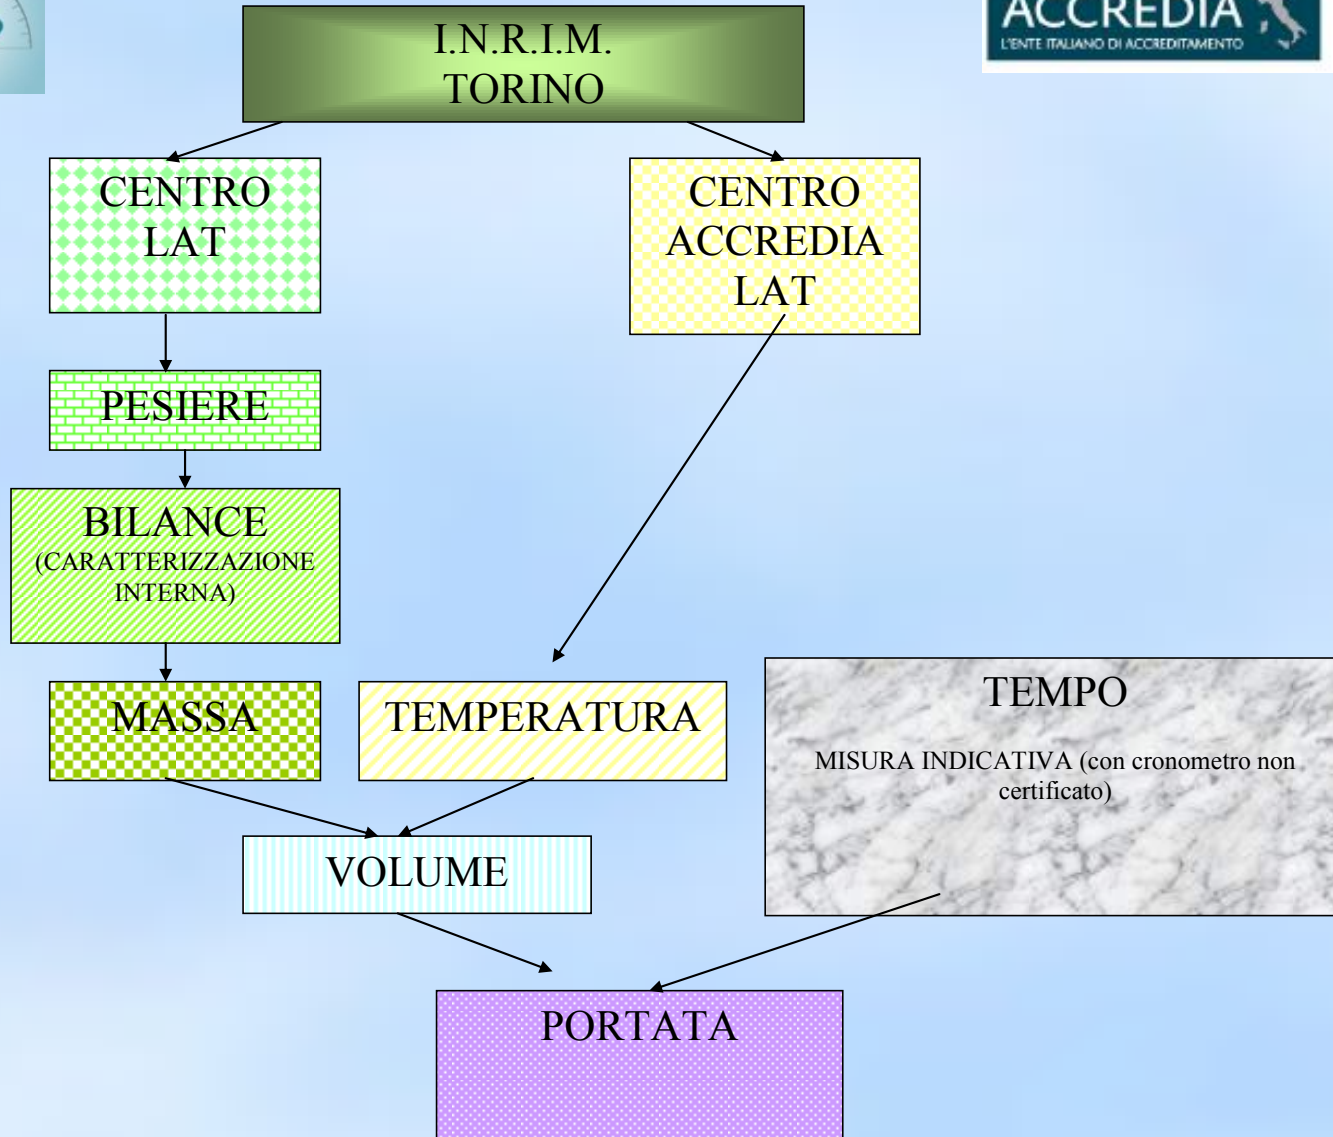 ACCREDIA
L'ENTE ITALIANO DI ACCREDITAMENTO
I.N.R.I.M.
TORINO
CENTRO
LAT
CENTRO
ACCREDIA
LAT
PESIERE
BILANCE
(CARATTERIZZAZIONE
INTERNA)
MASSA
TEMPERATURA
TEMPO
MISURA INDICATIVA (con cronometro non
certificato)
VOLUME
PORTATA